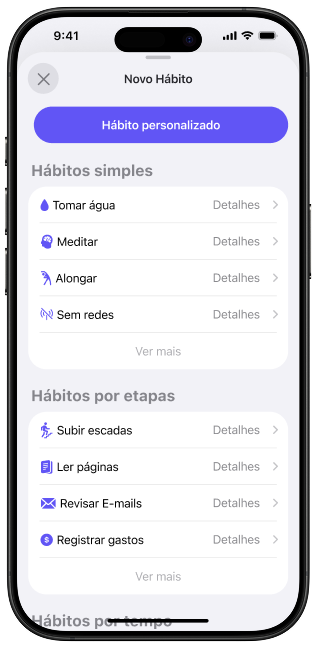 9:41
Novo Hábito
Hábito personalizado
Hábitos simples
Tomar água Detalhes
Meditar Detalhes
Alongar Detalhes
Sem redes Detalhes
Ver mais
Hábitos por etapas
Subir escadas Detalhes
Ler páginas Detalhes
Revisar E-mails Detalhes
$ Registrar gastos Detalhes
Ver mais
Hábitos por tempo